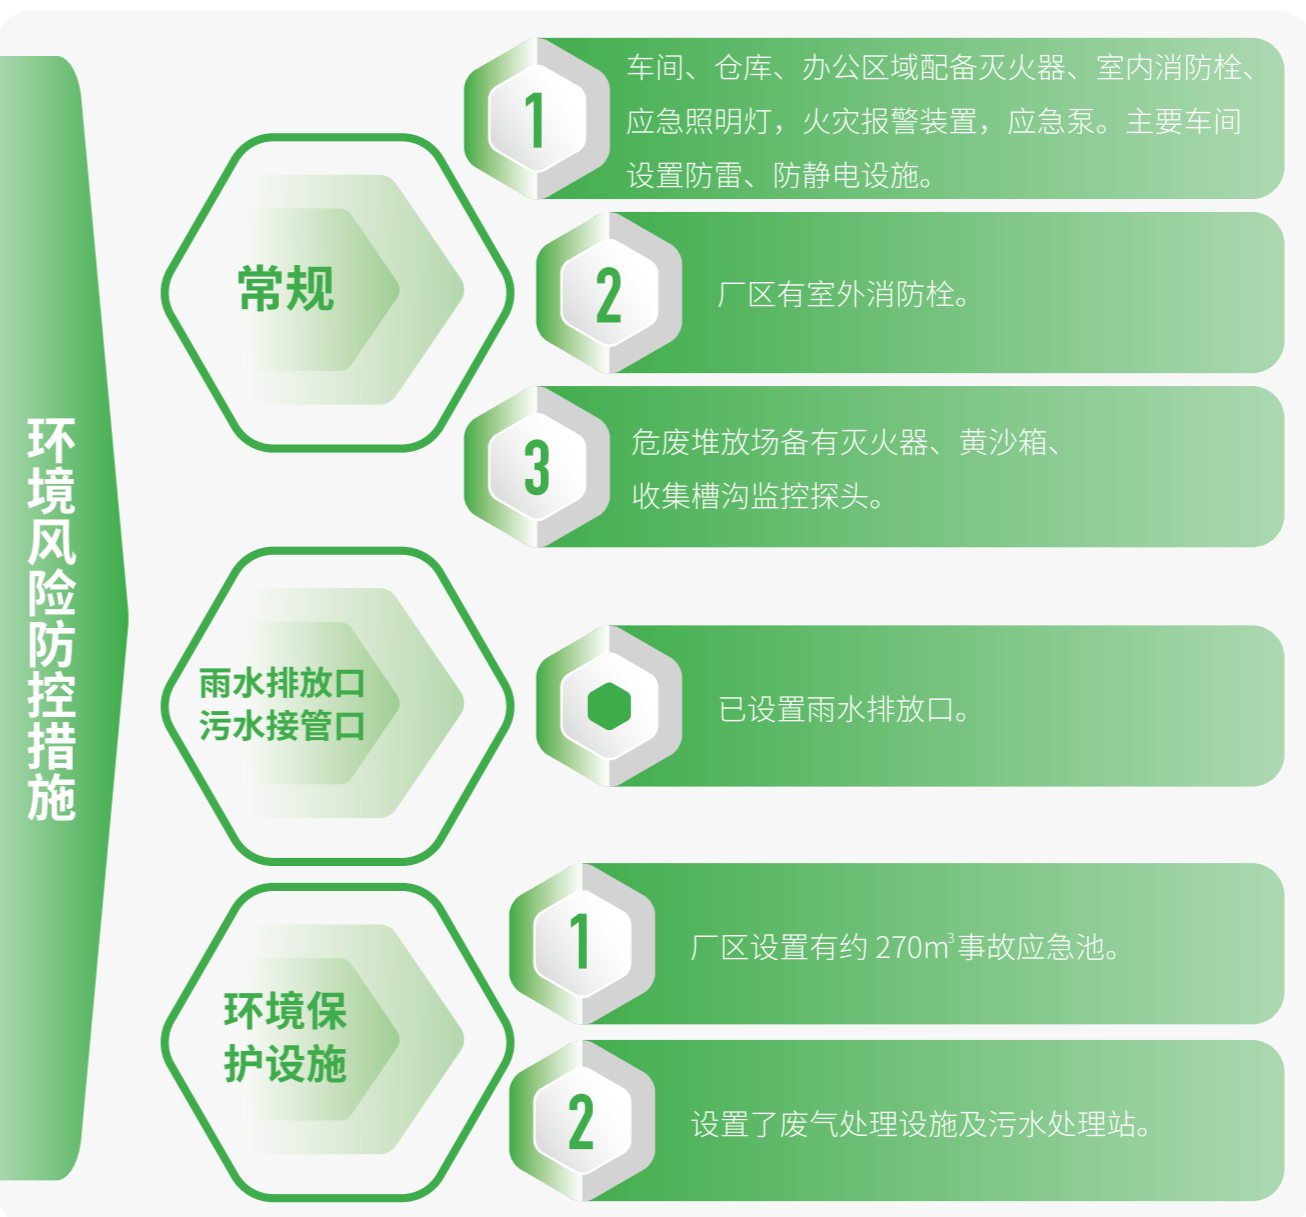 环境风险防控措施
常规
1
车间、仓库、办公区域配备灭火器、室内消防栓、
应急照明灯，火灾报警装置，应急泵。主要车间
设置防雷、防静电设施。
2
厂区有室外消防栓。
3
危废堆放场备有灭火器、黄沙箱、
收集槽沟监控探头。
雨水排放口
污水接管口
已设置雨水排放口。
环境保
护设施
1
厂区设置有约 270m³事故应急池。
2
设置了废气处理设施及污水处理站。